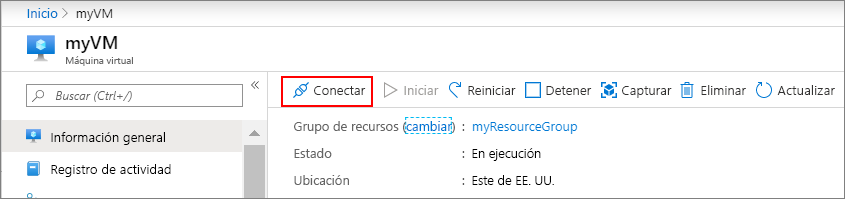 Inicio > myVM
myVM
Máquina virtual
Buscar (Ctrl+/)
«
Conectar Iniciar Reiniciar Detener Capturar Eliminar Actualizar
Información general
Registro de actividad
Grupo de recursos (cambiar) : myResourceGroup
Estado : En ejecución
Ubicación : Este de EE. UU.